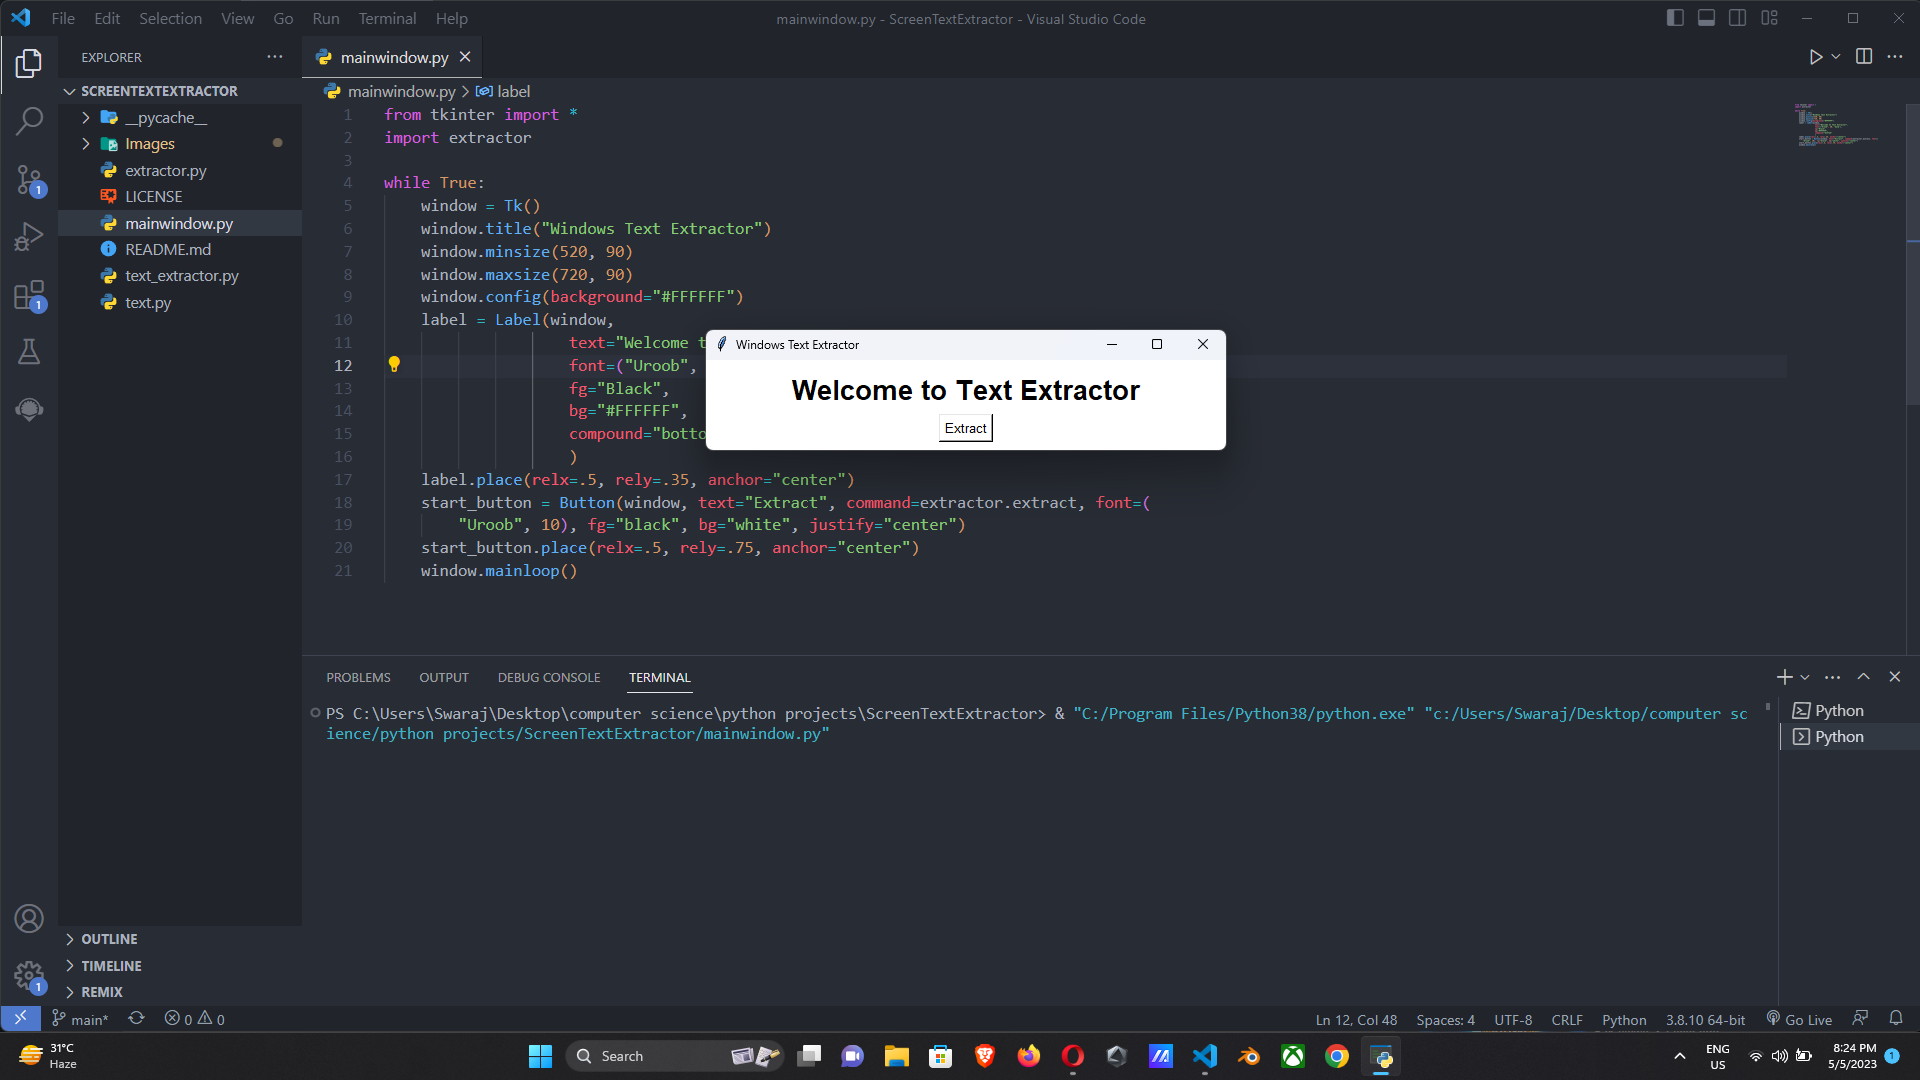 File Edit Selection View Go Run Terminal Help
mainwindow.py - ScreenTextExtractor - Visual Studio Code
EXPLORER
SCREENTEXTEXTRACTOR
__pycache__
Images
extractor.py
LICENSE
mainwindow.py
README.md
text_extractor.py
text.py
OUTLINE
TIMELINE
REMIX
1
1
1
mainwindow.py
mainwindow.py > label
1 from tkinter import *
2 import extractor
3
4 while True:
5 window = Tk()
6 window.title("Windows Text Extractor")
7 window.minsize(520, 90)
8 window.maxsize(720, 90)
9 window.config(background="#FFFFFF")
10 label = Label(window,
11 text="Welcome t
12 font=("Uroob",
13 fg="Black",
14 bg="#FFFFFF",
15 compound="botto
16 )
17 label.place(relx=.5, rely=.35, anchor="center")
18 start_button = Button(window, text="Extract", command=extractor.extract, font=(
19 "Uroob", 10), fg="black", bg="white", justify="center")
20 start_button.place(relx=.5, rely=.75, anchor="center")
21 window.mainloop()
Windows Text Extractor
Welcome to Text Extractor
Extract
PROBLEMS OUTPUT DEBUG CONSOLE TERMINAL
PS C:\Users\Swaraj\Desktop\computer science\python projects\ScreenTextExtractor> & "C:/Program Files/Python38/python.exe" "c:/Users/Swaraj/Desktop/computer sc
ience/python projects/ScreenTextExtractor/mainwindow.py"
Python
Python
main* 0 0
Ln 12, Col 48 Spaces: 4 UTF-8 CRLF Python 3.8.10 64-bit Go Live
31°C
Haze
Search
ENG
US
8:24 PM
5/5/2023
1